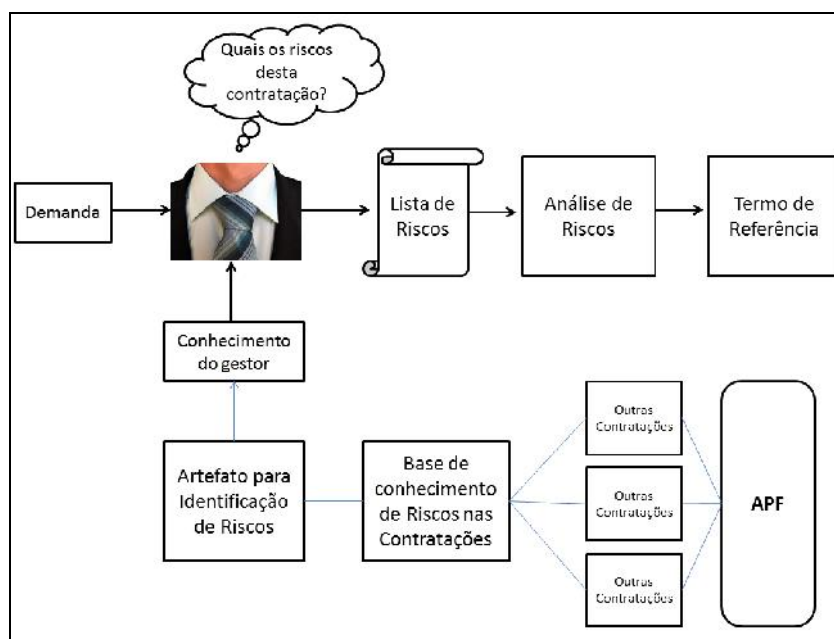 Quais os riscos
desta
contratação?
Demanda
Lista de
Riscos
Análise de
Riscos
Termo de
Referência
Conhecimento
do gestor
Artefato para
Identificação
de Riscos
Base de
conhecimento
de Riscos nas
Contratações
Outras
Contratações
Outras
Contratações
Outras
Contratações
APF